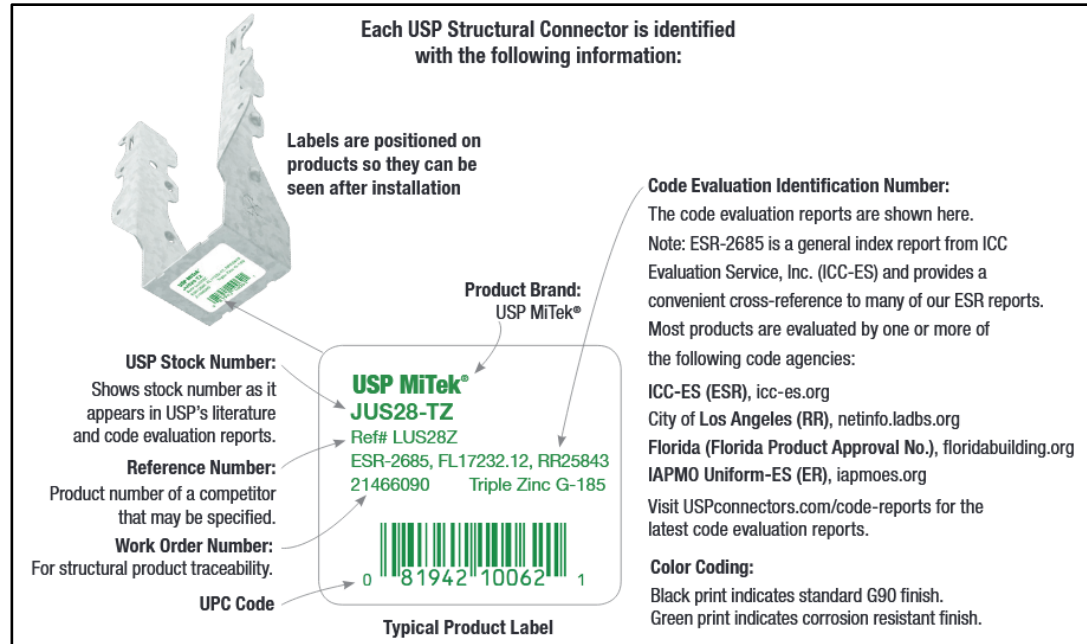 Each USP Structural Connector is identified
with the following information:
Labels are positioned on
products so they can be
seen after installation
USP MiTek®
JUS28-TZ
Product Brand:
USP MiTek®
USP Stock Number:
Shows stock number as it
appears in USP's literature
and code evaluation reports.
Reference Number:
Product number of a competitor
that may be specified.
Work Order Number:
For structural product traceability.
UPC Code
USP MiTek®
JUS28-TZ
Ref# LUS28Z
ESR-2685, FL17232.12, RR25843
21466090 Triple Zinc G-185
0 81942 10062 1
Typical Product Label
Code Evaluation Identification Number:
The code evaluation reports are shown here.
Note: ESR-2685 is a general index report from ICC
Evaluation Service, Inc. (ICC-ES) and provides a
convenient cross-reference to many of our ESR reports.
Most products are evaluated by one or more of
the following code agencies:
ICC-ES (ESR), icc-es.org
City of Los Angeles (RR), netinfo.ladbs.org
Florida (Florida Product Approval No.), floridabuilding.org
IAPMO Uniform-ES (ER), iapmoes.org
Visit USPconnectors.com/code-reports for the
latest code evaluation reports.
Color Coding:
Black print indicates standard G90 finish.
Green print indicates corrosion resistant finish.